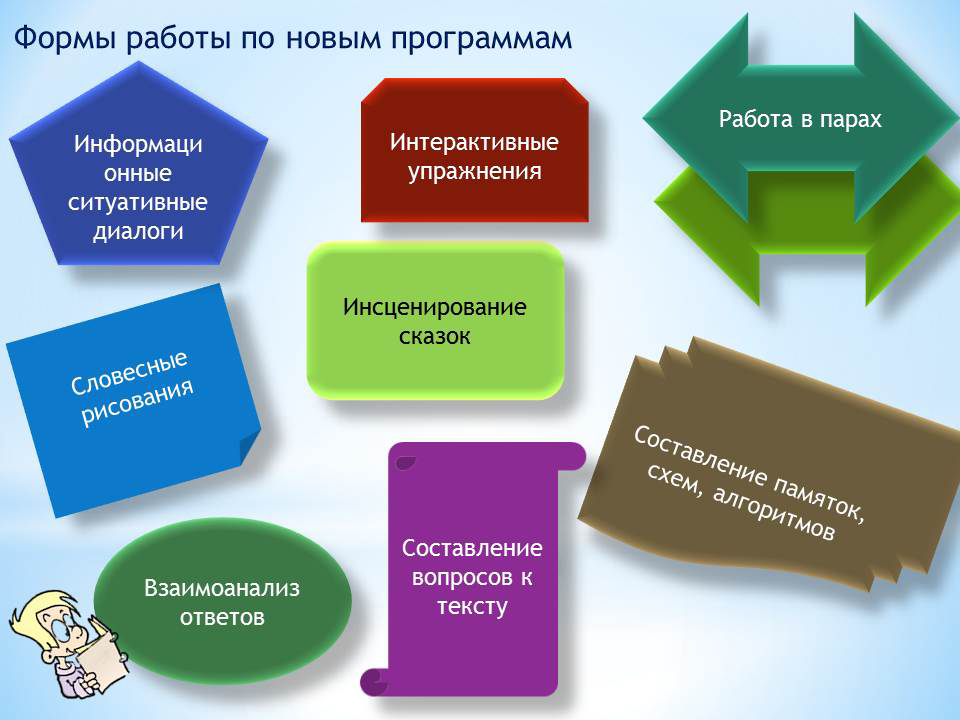 Формы работы по новым программам
Информаци
онные
ситуативные
диалоги
Интерактивные
упражнения
Работа в парах
Инсценирование
сказок
Словесные
рисования
Составление памяток,
схем, алгоритмов
Составление
вопросов к
тексту
Взаимоанализ
ответов